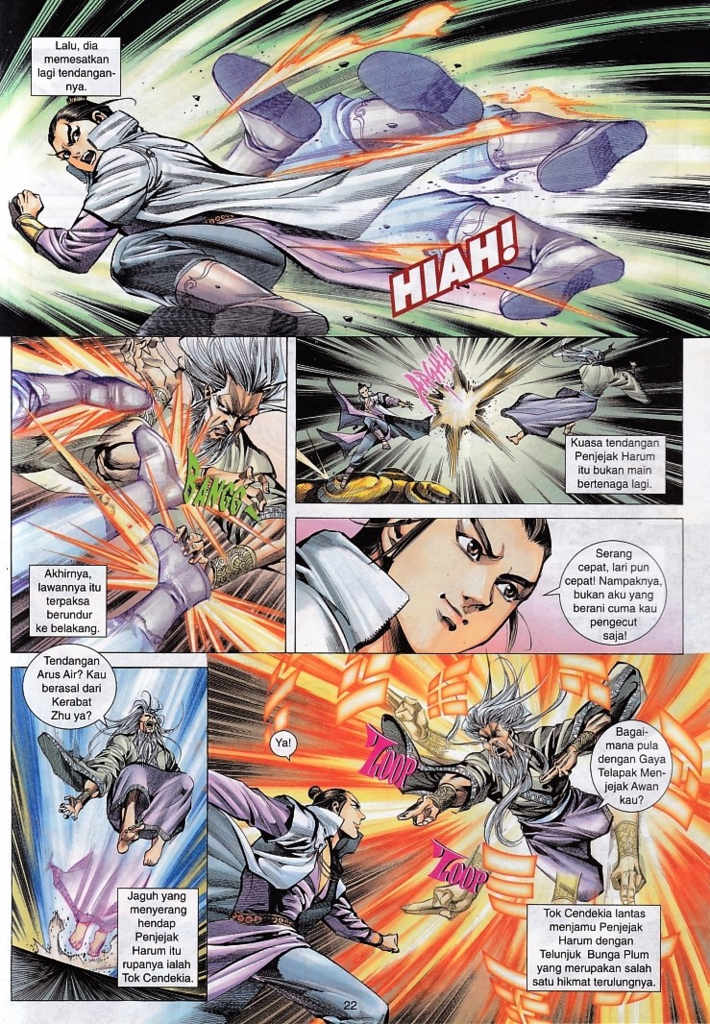 Lalu, dia
memesatkan
lagi tendangan-
nya.
HIAH!
BANGG~
Akhirnya,
lawannya itu
terpaksa
berundur
ke belakang.
ARGHH
Kuasa tendangan
Penjejak Harum
itu bukan main
bertenaga lagi.
Serang
cepat, lari pun
cepat! Nampaknya,
bukan aku yang
berani cuma kau
pengecut
saja!
Tendangan
Arus Air? Kau
berasal dari
Kerabat
Zhu ya?
Jaguh yang
menyerang
hendap
Penjejak
Harum itu
rupanya ialah
Tok Cendekia.
Ya!
TOOP
TOOP
Bagai-
mana pula
dengan Gaya
Telapak Men-
jejak Awan
kau?
Tok Cendekia lantas
menjamu Penjejak
Harum dengan
Telunjuk Bunga Plum
yang merupakan salah
satu hikmat terulungnya.
22